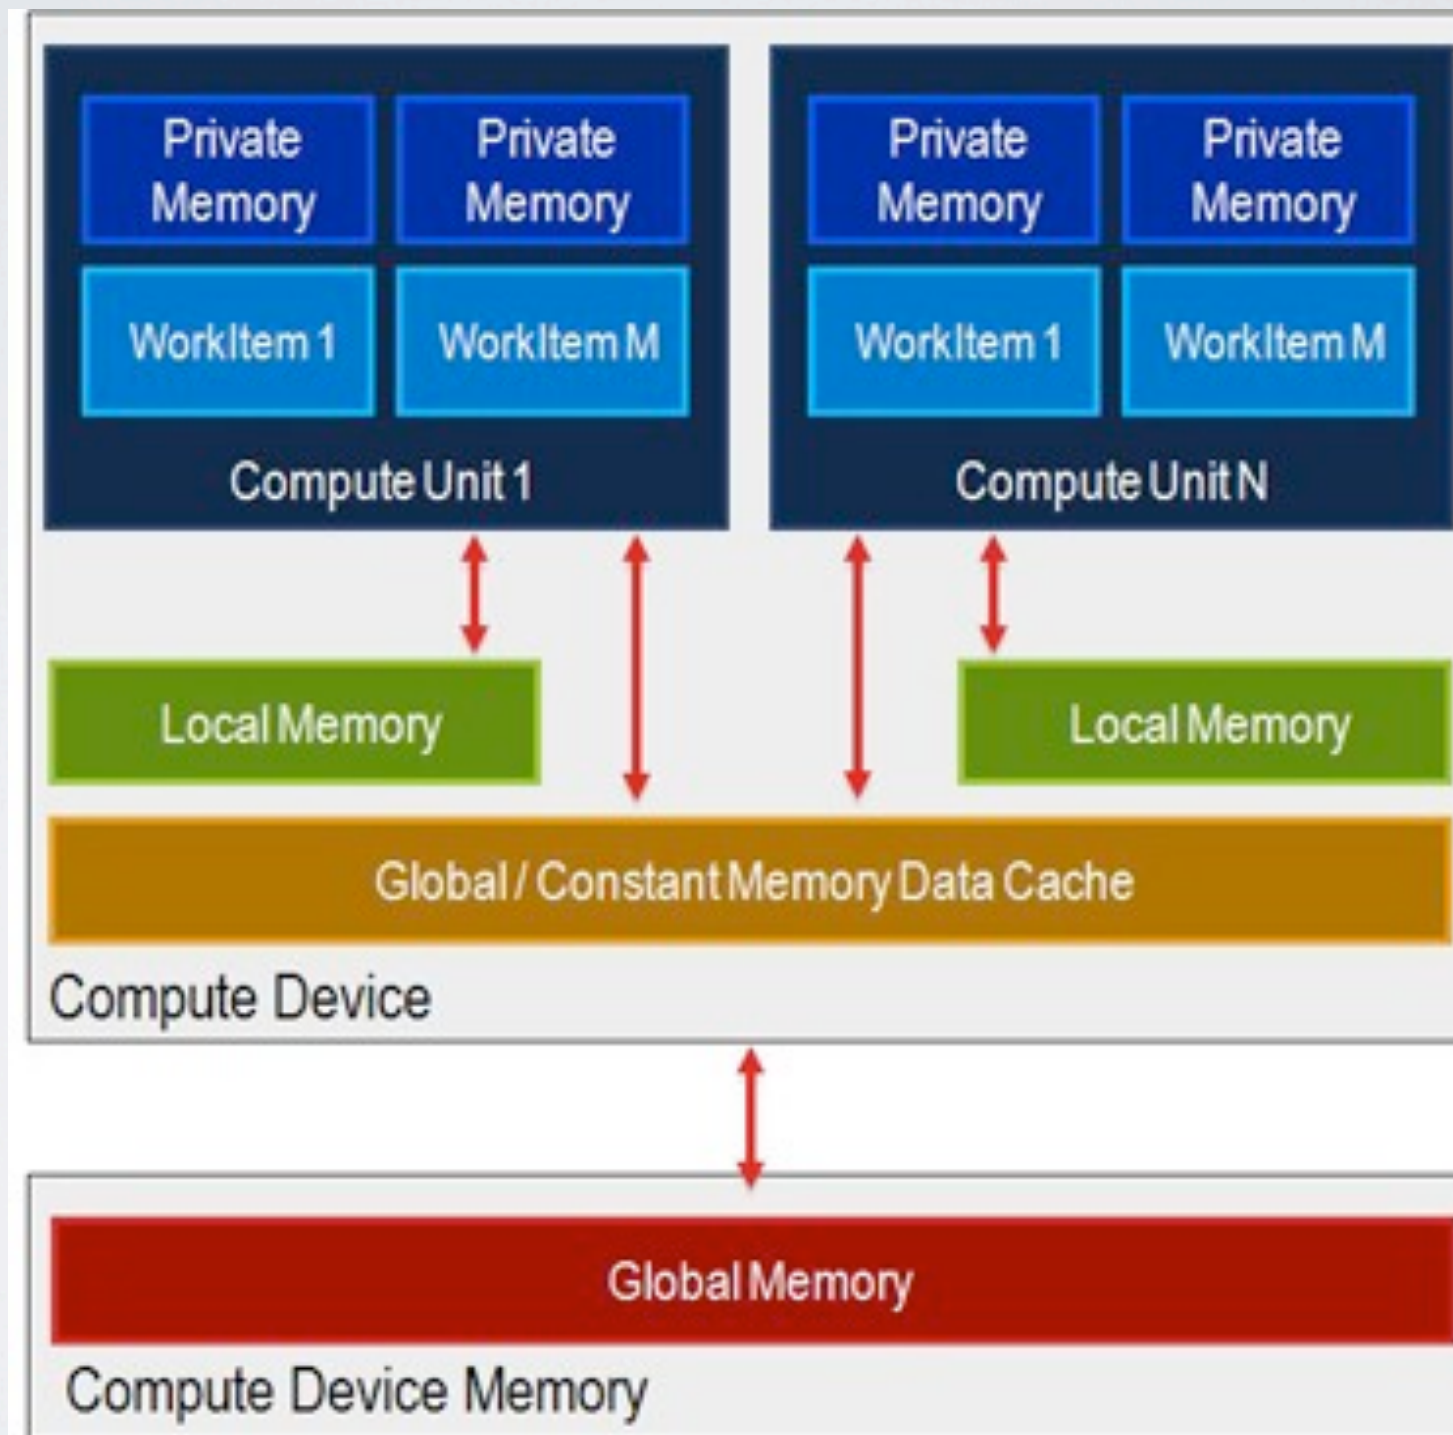 Private Private Private Private
Memory Memory Memory Memory
WorkItem 1 WorkItem M WorkItem 1 WorkItem M
Compute Unit 1 Compute Unit N
Local Memory Local Memory
Global / Constant Memory Data Cache
Compute Device
Global Memory
Compute Device Memory